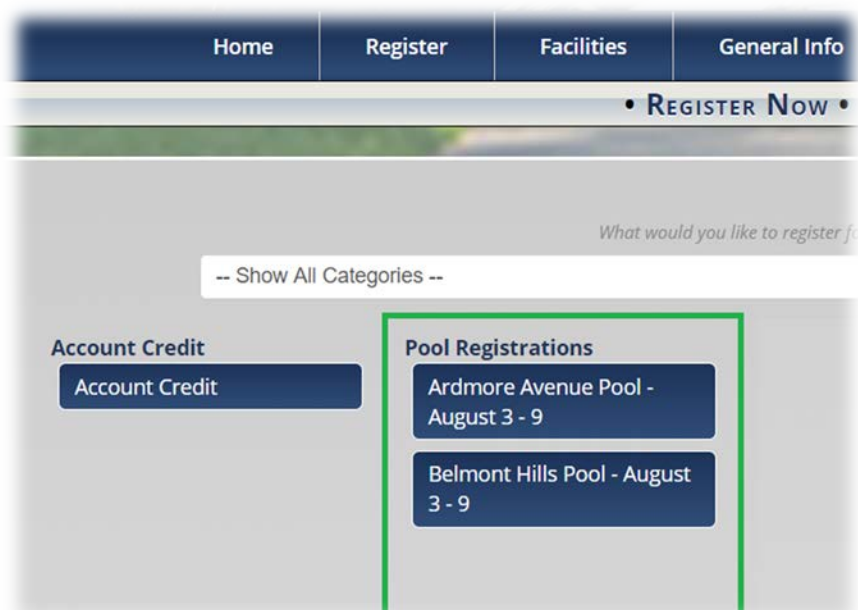 Home Register Facilities General Info
• Register Now •
What would you like to register
-- Show All Categories --
Account Credit
Account Credit
Pool Registrations
Ardmore Avenue Pool -
August 3 - 9
Belmont Hills Pool - August
3 - 9